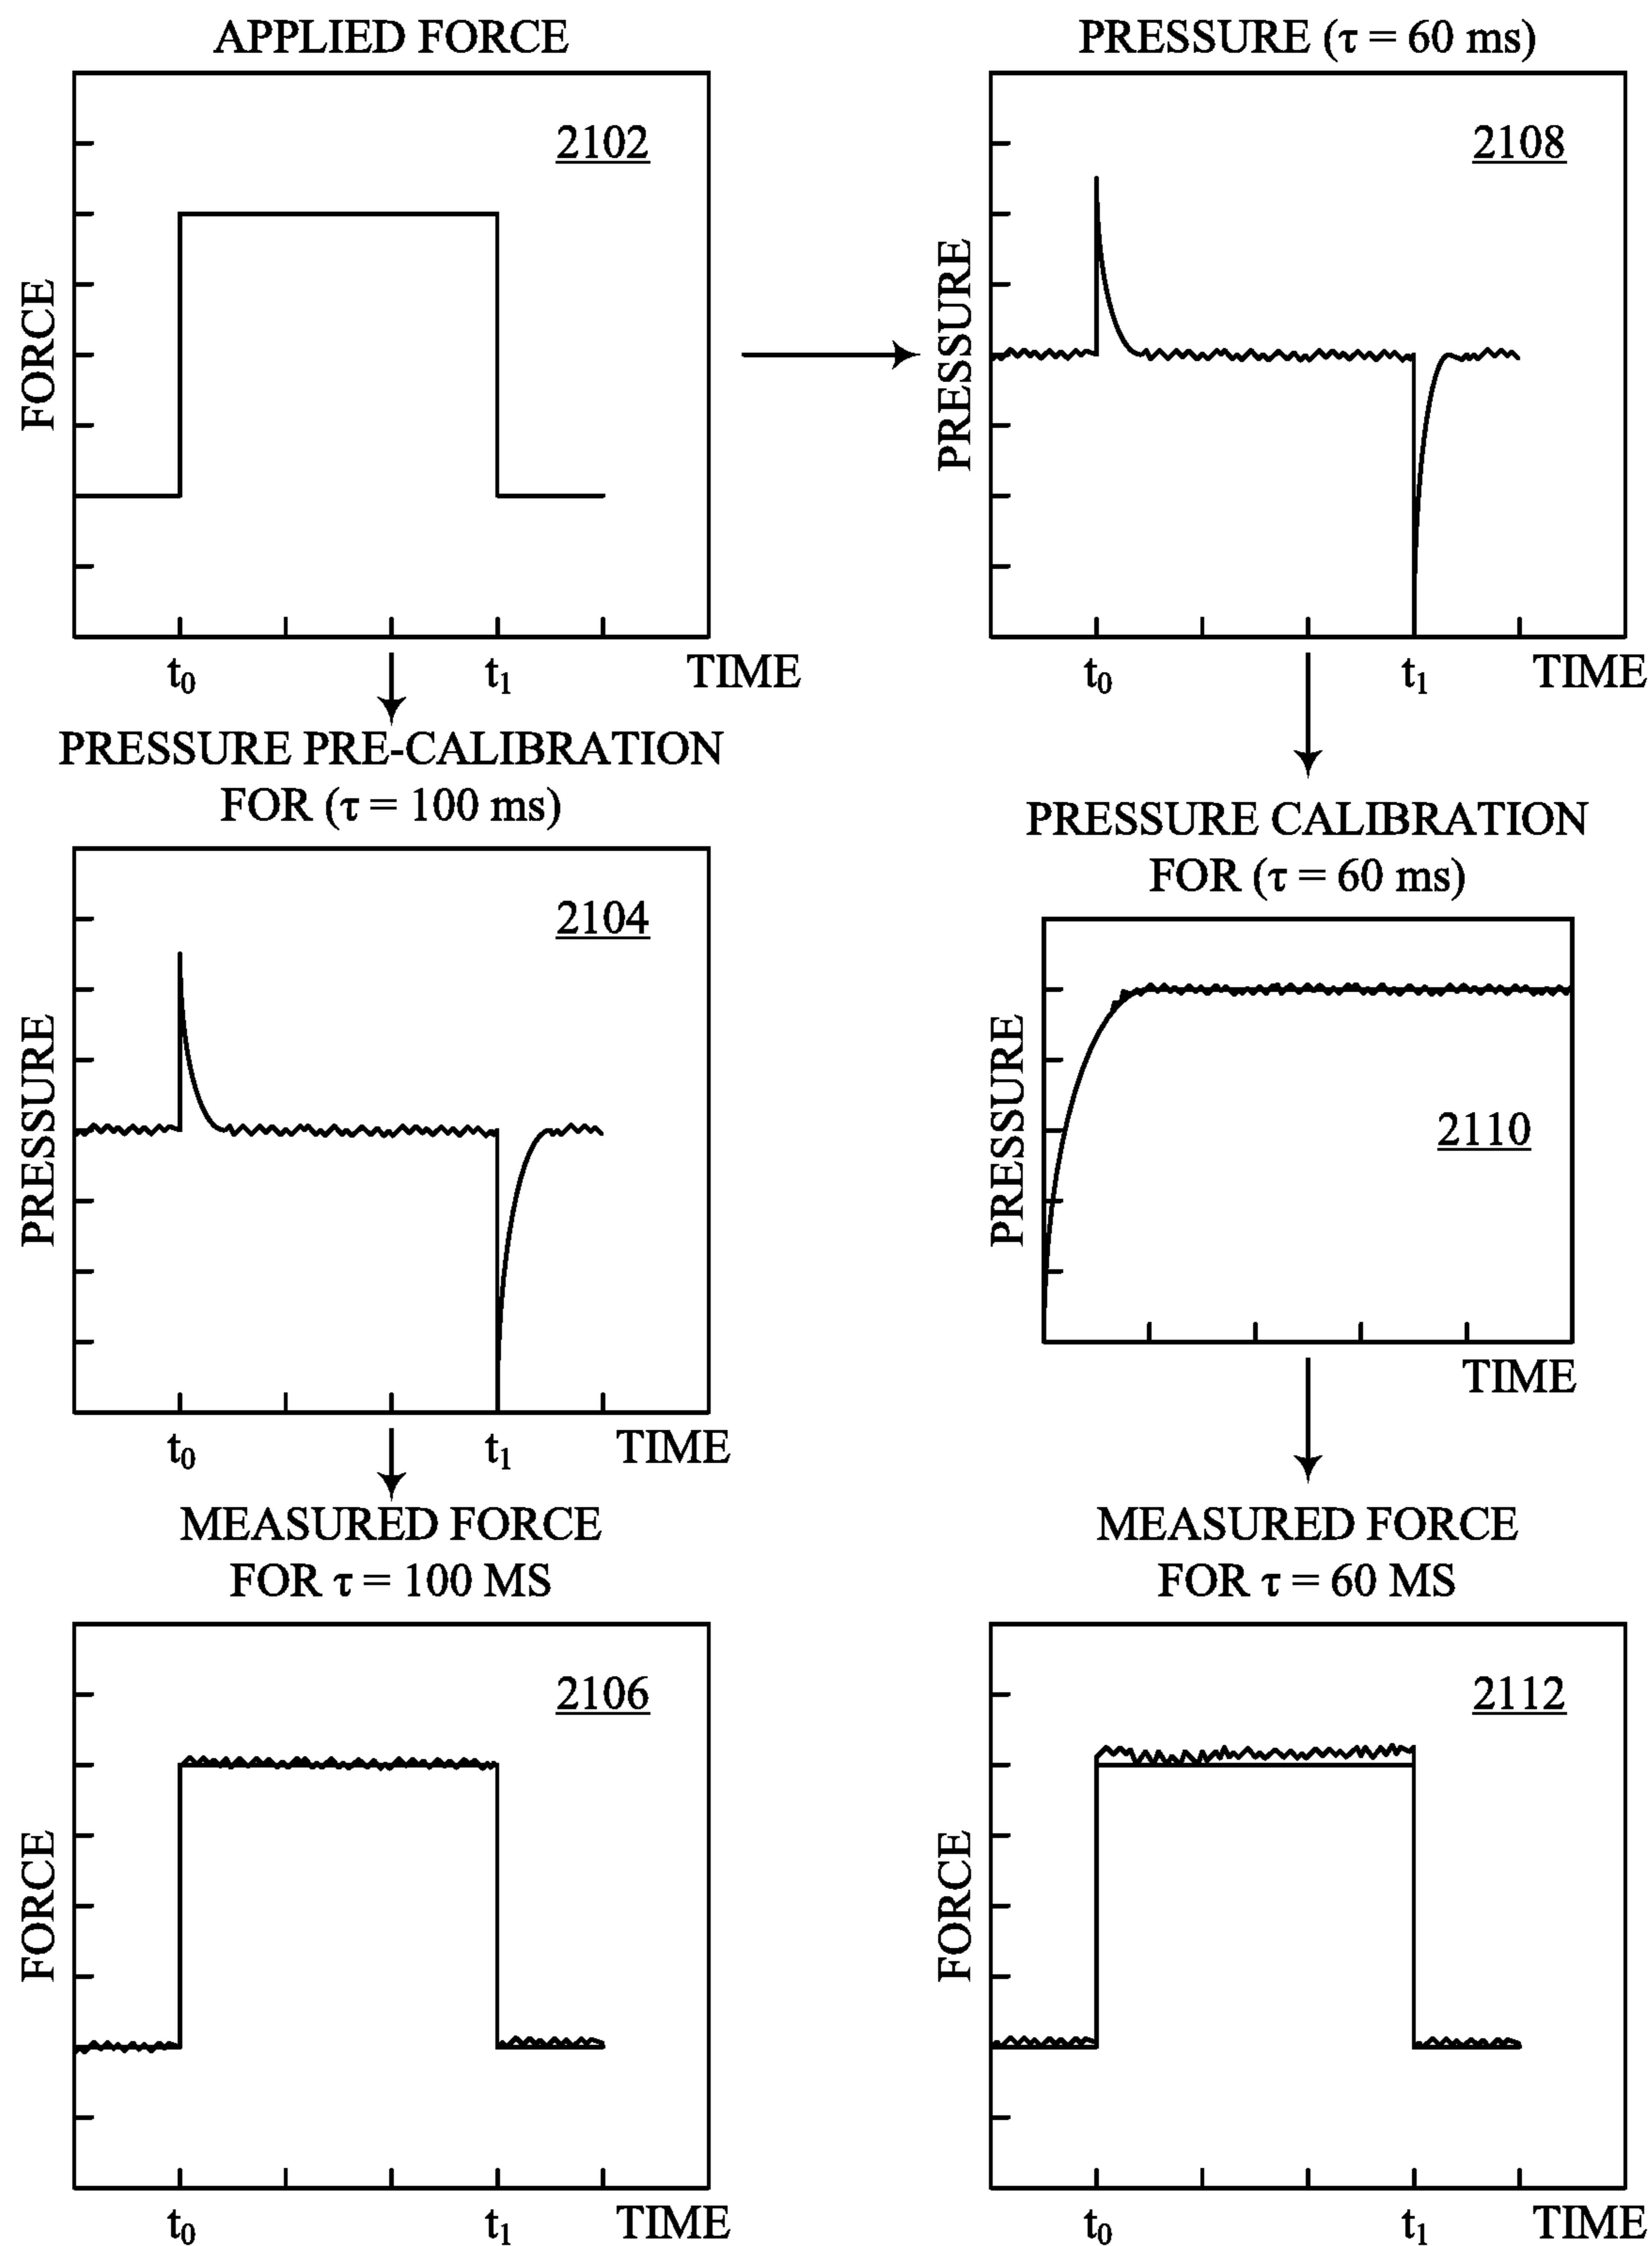 APPLIED FORCE
2102
FORCE
t0
t1
TIME
PRESSURE (τ = 60 ms)
2108
PRESSURE
t0
t1
TIME
PRESSURE PRE-CALIBRATION
FOR (τ = 100 ms)
2104
PRESSURE
t0
t1
TIME
PRESSURE CALIBRATION
FOR (τ = 60 ms)
2110
PRESSURE
TIME
MEASURED FORCE
FOR τ = 100 MS
2106
FORCE
t0
t1
TIME
MEASURED FORCE
FOR τ = 60 MS
2112
FORCE
t0
t1
TIME